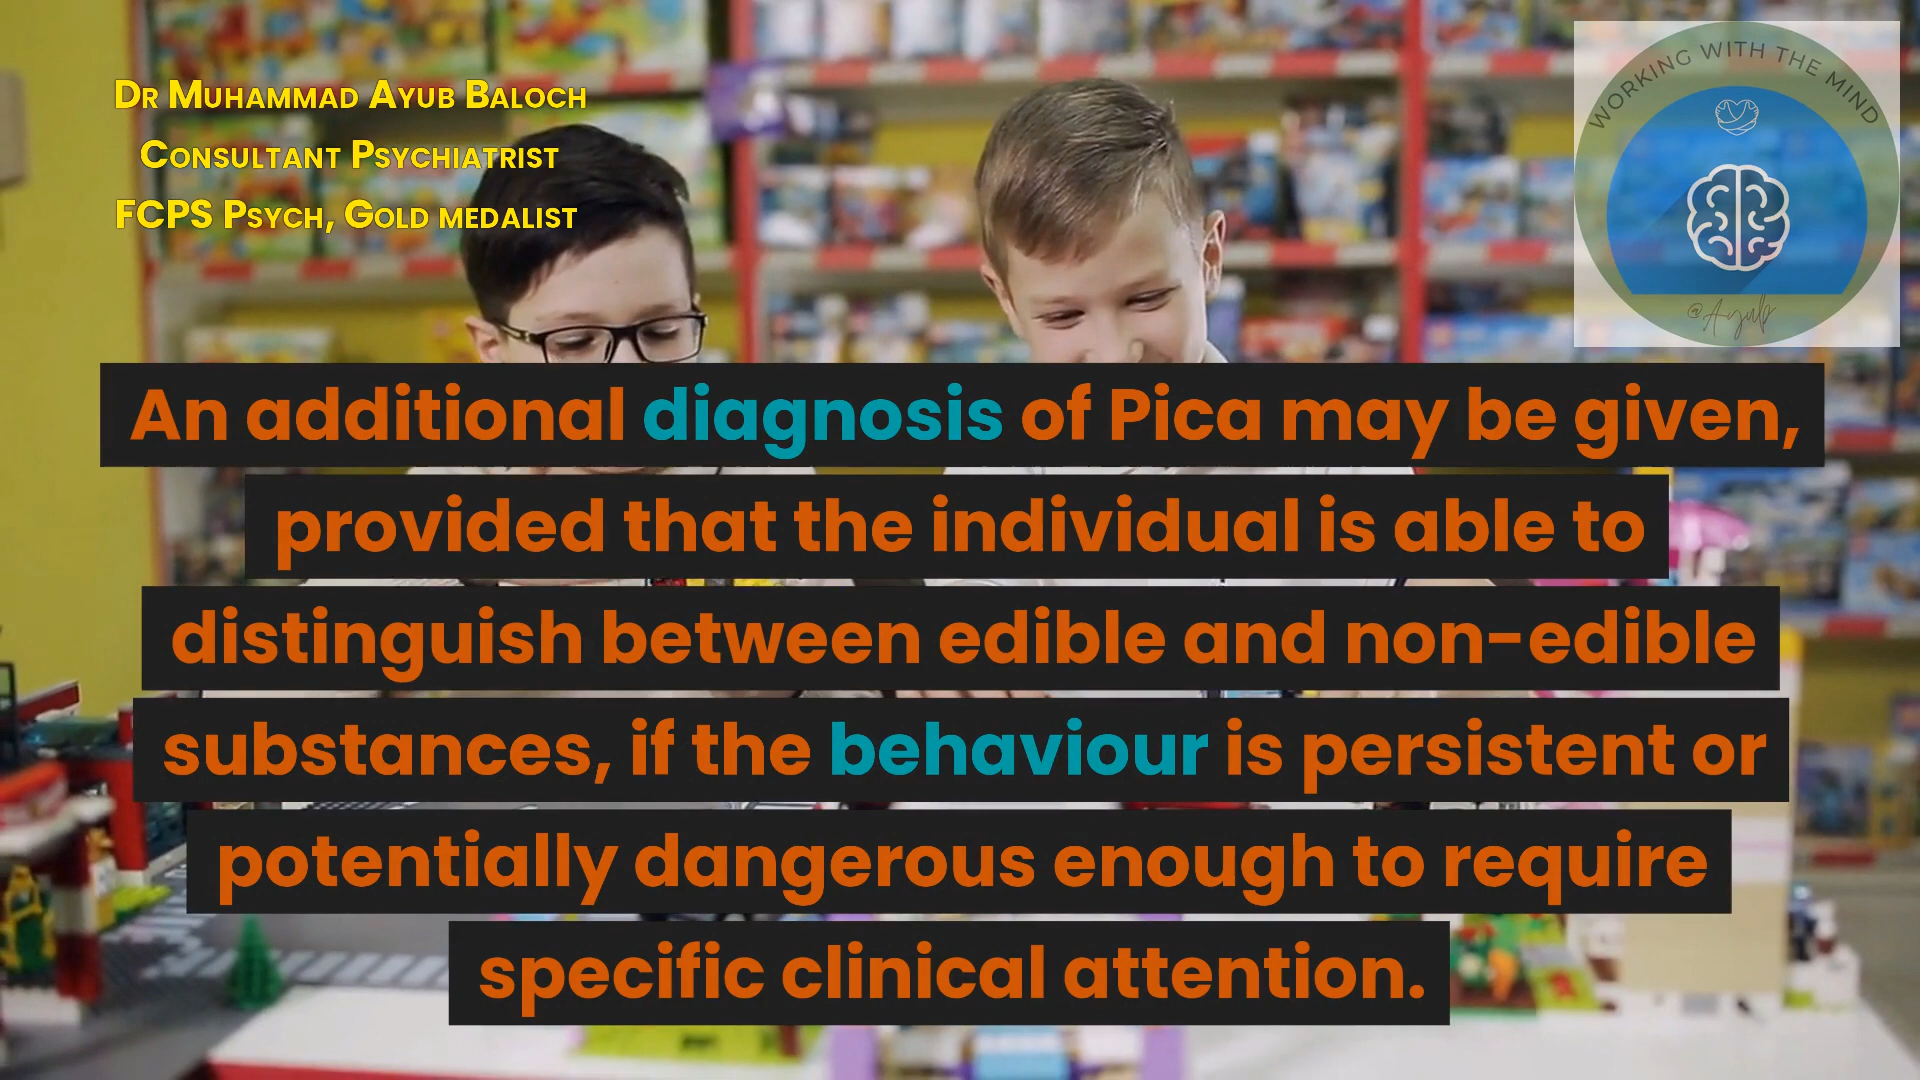 Dr Muhammad Ayub Baloch
Consultant Psychiatrist
FCPS Psych, Gold medalist
WORKING WITH THE MIND
@Ayub
An additional diagnosis of Pica may be given,
provided that the individual is able to
distinguish between edible and non-edible
substances, if the behaviour is persistent or
potentially dangerous enough to require
specific clinical attention.